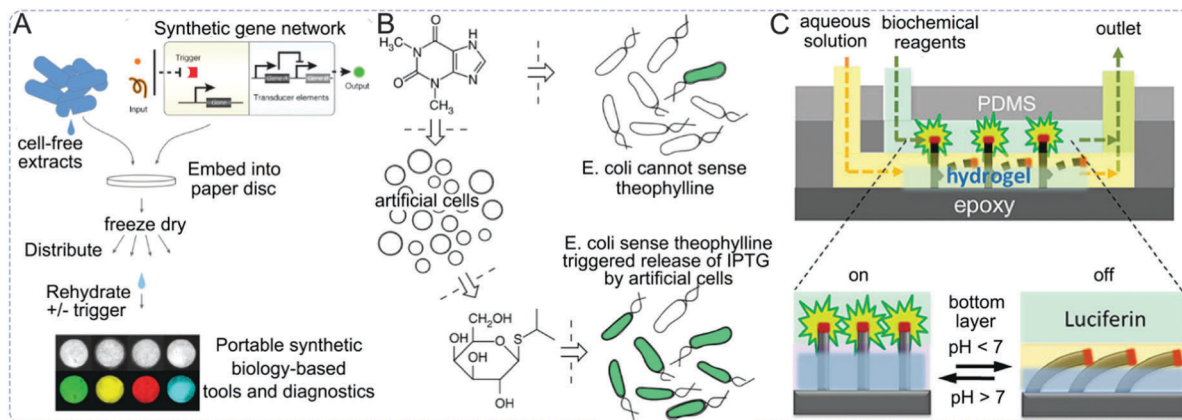 A
Synthetic gene network
Trigger
Input
Gene
Gene A
Gene B
Transducer elements
Output
cell-free
extracts
Embed into
paper disc
freeze dry
Distribute
Rehydrate
+/- trigger
Portable synthetic
biology-based
tools and diagnostics
B
H₃C
O
N
H
N
O
N
N
CH₃
artificial cells
E. coli cannot sense
theophylline
E. coli sense theophylline
triggered release of IPTG
by artificial cells
CH₂OH
OH
O
S
OH
OH
C
aqueous
solution
biochemical
reagents
outlet
PDMS
hydrogel
epoxy
on
bottom
layer
pH < 7
pH > 7
off
Luciferin